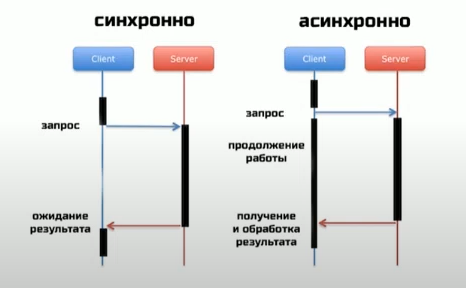 синхронно
Client
Server
запрос
ожидание
результата
асинхронно
Client
Server
запрос
продолжение
работы
получение
и обработка
результата